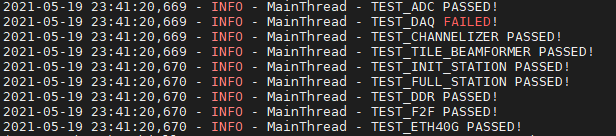 2021-05-19 23:41:20,669 - INFO - MainThread - TEST_ADC PASSED!
2021-05-19 23:41:20,669 - INFO - MainThread - TEST_DAQ FAILED!
2021-05-19 23:41:20,669 - INFO - MainThread - TEST_CHANNELIZER PASSED!
2021-05-19 23:41:20,669 - INFO - MainThread - TEST_TILE_BEAMFORMER PASSED!
2021-05-19 23:41:20,670 - INFO - MainThread - TEST_INIT_STATION PASSED!
2021-05-19 23:41:20,670 - INFO - MainThread - TEST_FULL_STATION PASSED!
2021-05-19 23:41:20,670 - INFO - MainThread - TEST_DDR PASSED!
2021-05-19 23:41:20,670 - INFO - MainThread - TEST_F2F PASSED!
2021-05-19 23:41:20,670 - INFO - MainThread - TEST_ETH40G PASSED!